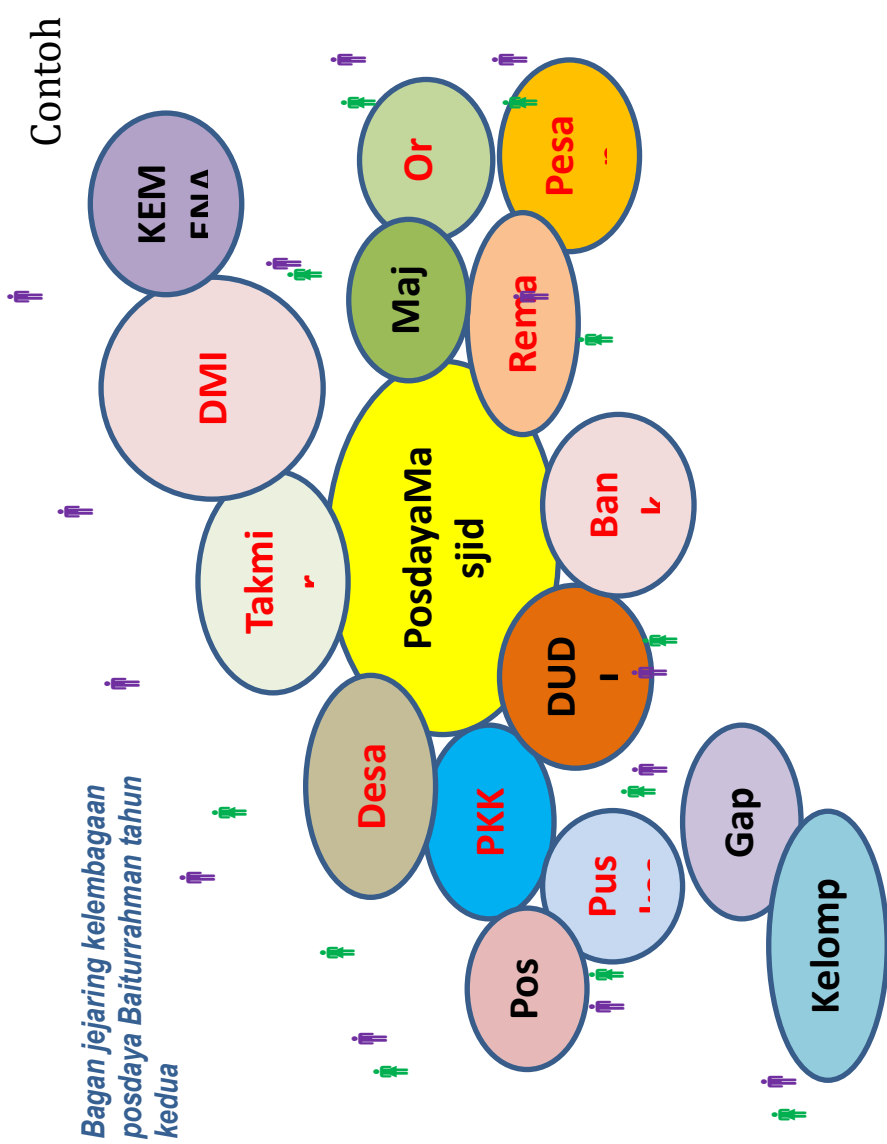 Contoh
Bagan jejaring kelembagaan
posdaya Baiturrahman tahun
kedua
KEM
DMI
Takmi
r
Desa
Or
Maj
PosdayaMa
sjid
PKK
Pos
Pesa
Rema
Ban
k
DUD
I
Pus
Gap
Kelomp